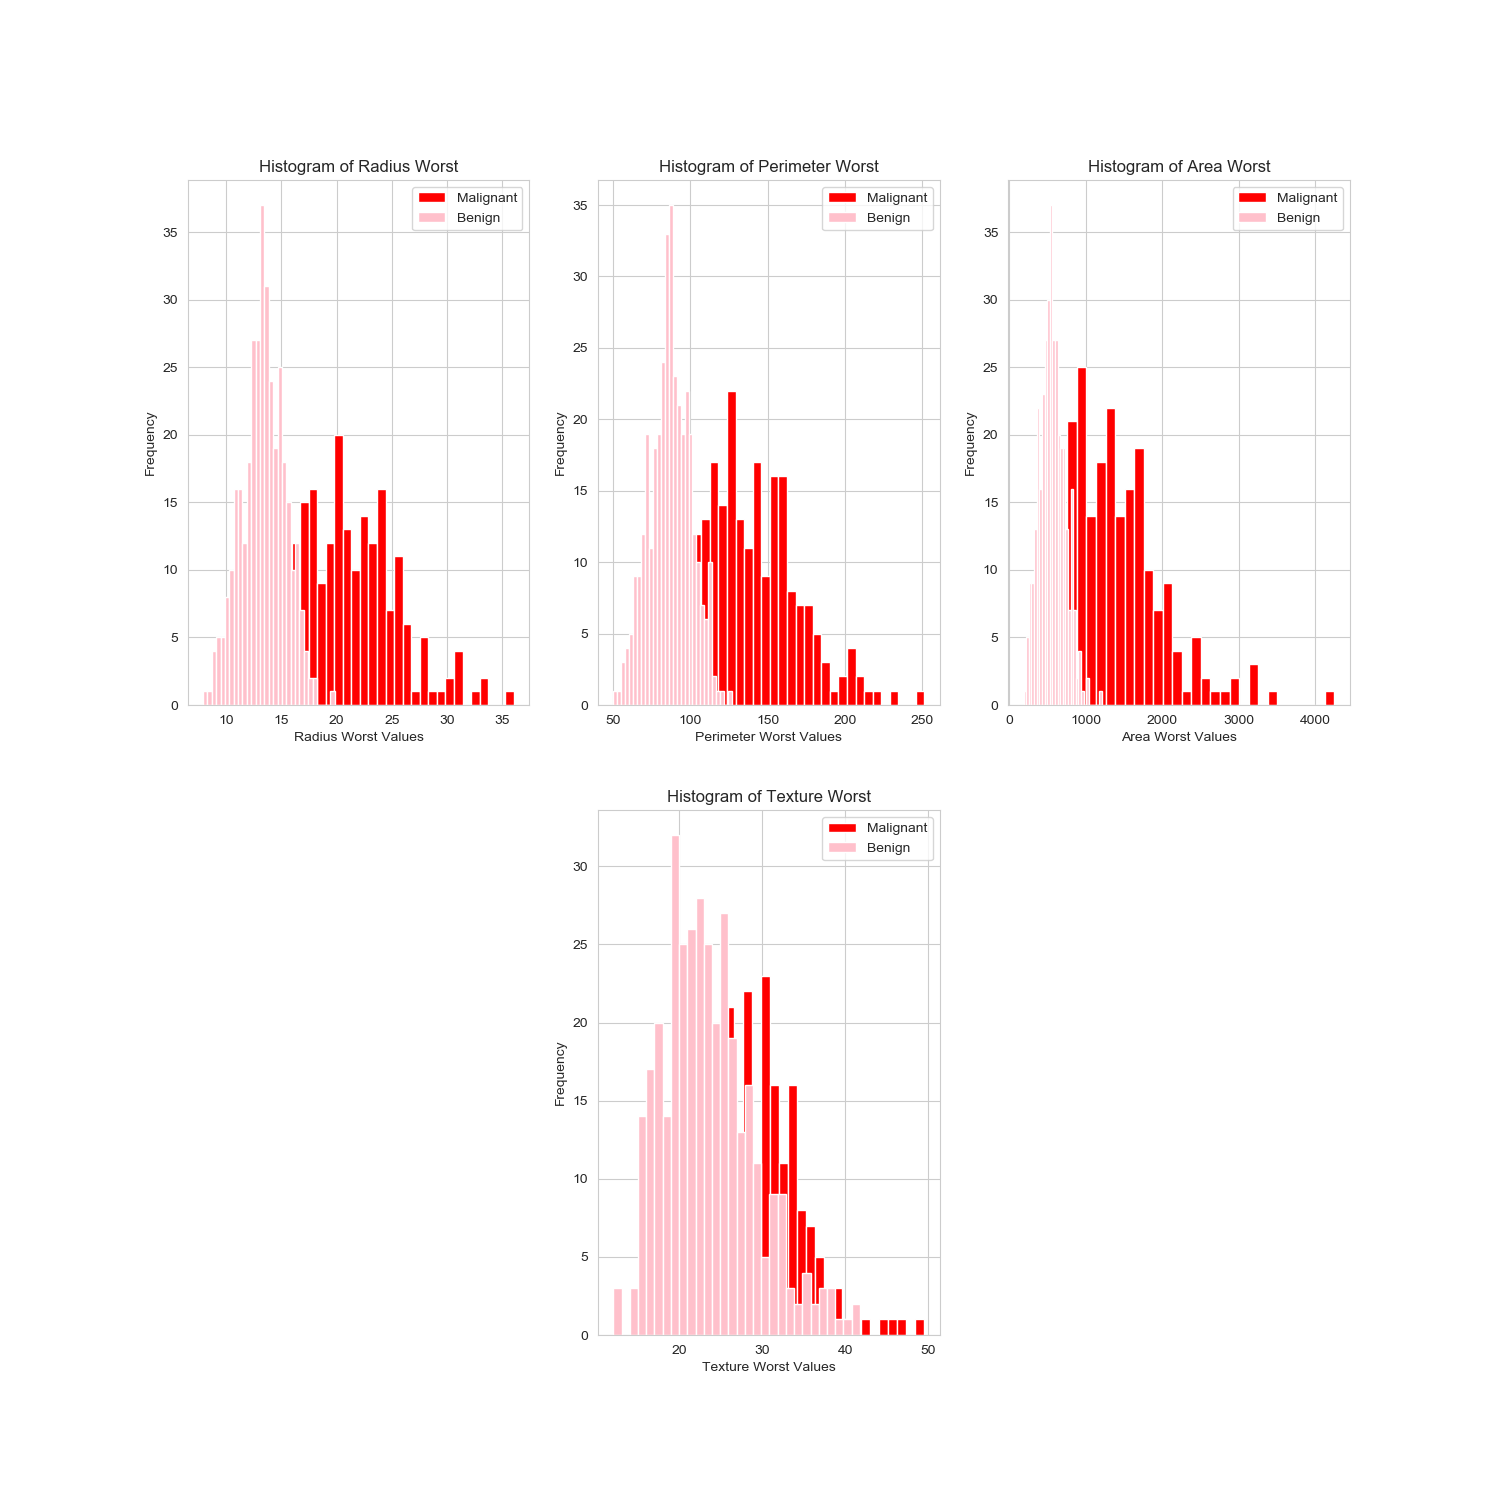 Histogram of Radius Worst
Malignant
Benign
35
30
25
20
15
10
5
0
Frequency
10 15 20 25 30 35
Radius Worst Values
Histogram of Perimeter Worst
Malignant
Benign
35
30
25
20
15
10
5
0
Frequency
50 100 150 200 250
Perimeter Worst Values
Histogram of Area Worst
Malignant
Benign
35
30
25
20
15
10
5
0
Frequency
0 1000 2000 3000 4000
Area Worst Values
Histogram of Texture Worst
Malignant
Benign
30
25
20
15
10
5
0
Frequency
20 30 40 50
Texture Worst Values